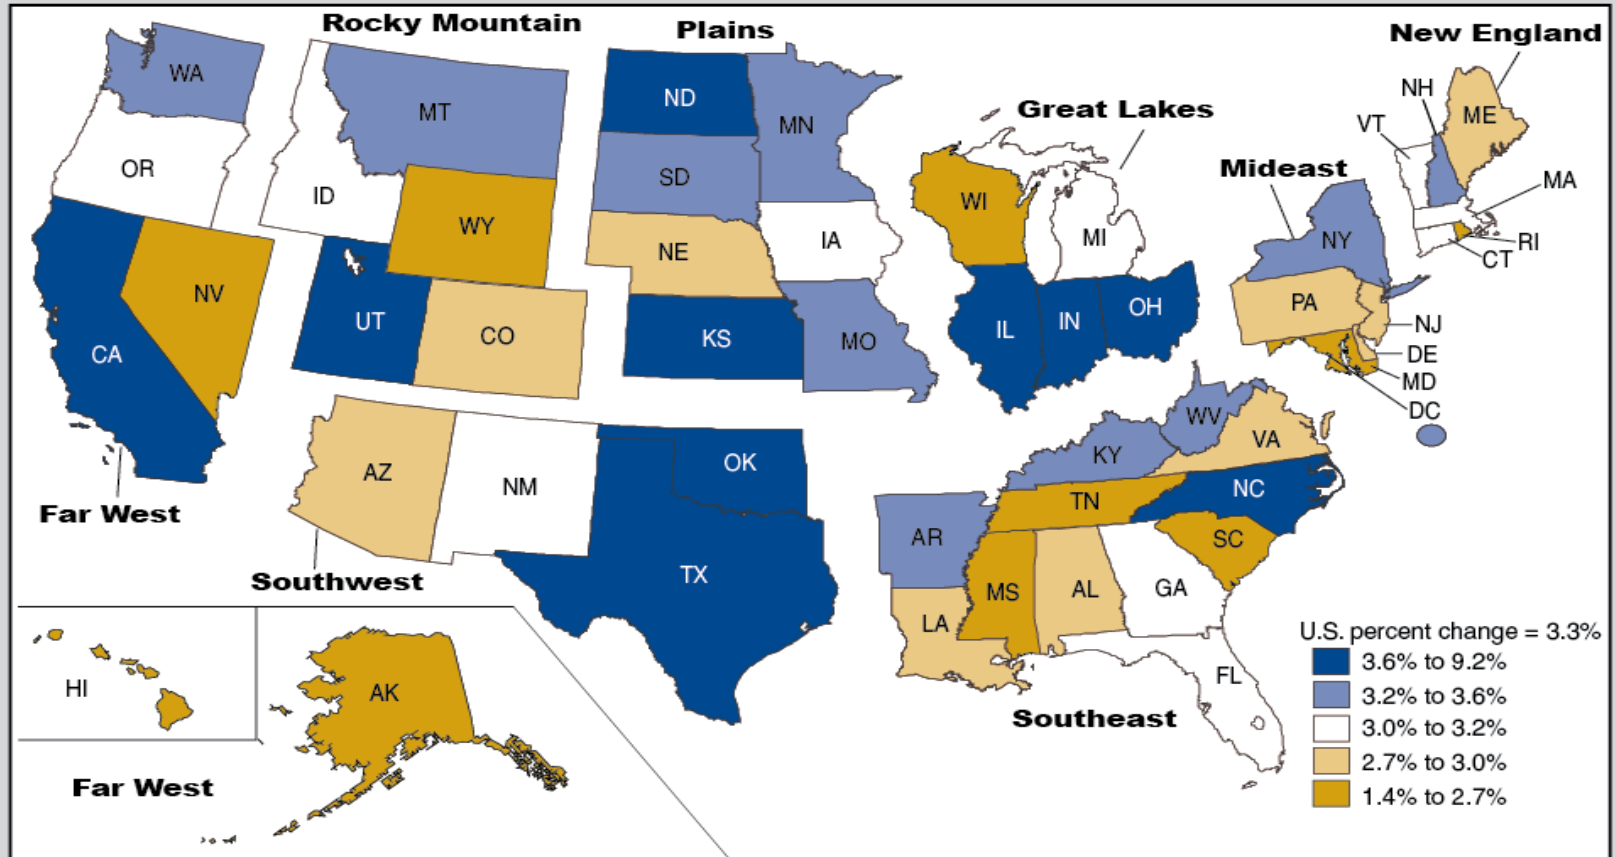 Rocky Mountain
Plains
New England
WA
MT
ND
MN
Great Lakes
NH
ME
VT
OR
ID
SD
WI
Mideast
MA
WY
NE
IA
MI
NY
RI
CT
NV
UT
CO
KS
MO
IL
IN
OH
PA
NJ
DE
MD
DC
CA
AZ
NM
OK
KY
WV
VA
Far West
TX
AR
TN
NC
SC
Southwest
MS
AL
GA
LA
FL
HI
AK
Southeast
Far West
U.S. percent change = 3.3%
3.6% to 9.2%
3.2% to 3.6%
3.0% to 3.2%
2.7% to 3.0%
1.4% to 2.7%